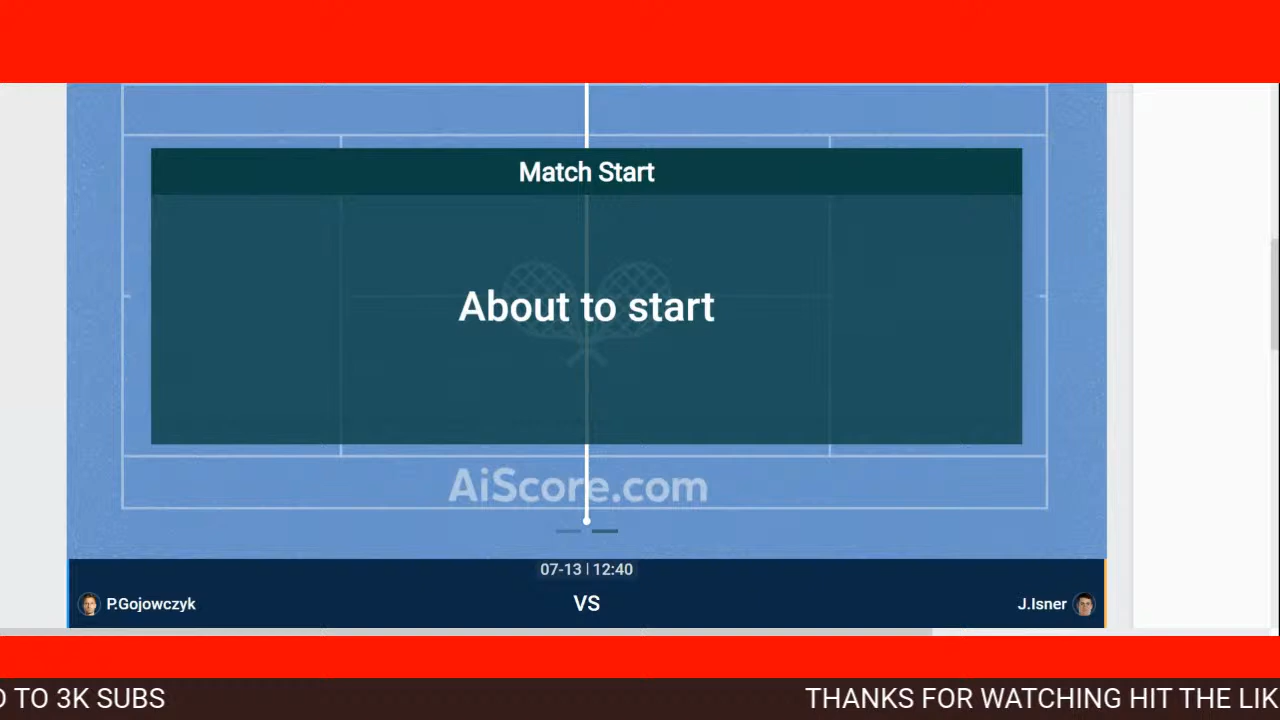 Match Start
About to start
AiScore.com
07-13 | 12:40
P.Gojowczyk
VS
J.Isner
TO 3K SUBS
THANKS FOR WATCHING HIT THE LIK